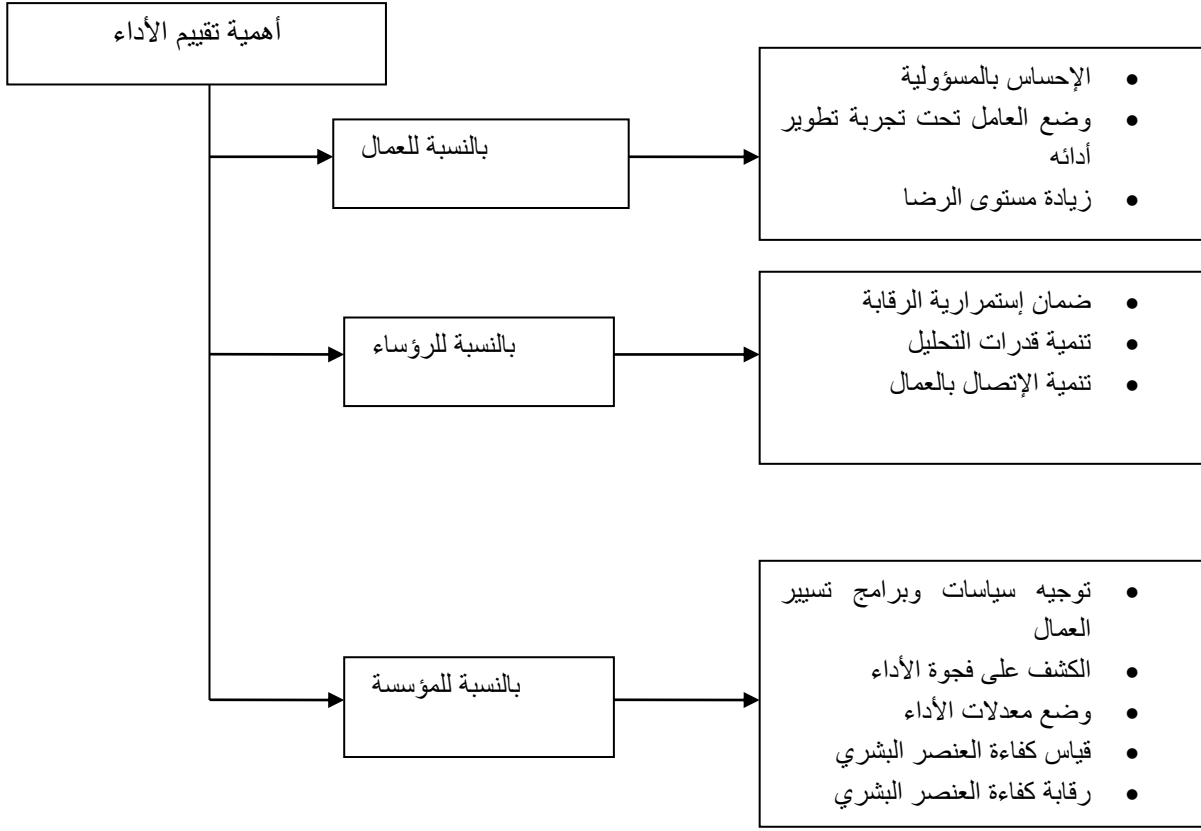 أهمية تقييم الأداء
بالنسبة للعمال
• الإحساس بالمسؤولية
• وضع العامل تحت تجربة تطوير
أدائه
• زيادة مستوى الرضا
بالنسبة للرؤساء
• ضمان إستمرارية الرقابة
• تنمية قدرات التحليل
• تنمية الإتصال بالعمال
بالنسبة للمؤسسة
• توجيه سياسات وبرامج تسيير
العمال
• الكشف على فجوة الأداء
• وضع معدلات الأداء
• قياس كفاءة العنصر البشري
• رقابة كفاءة العنصر البشري